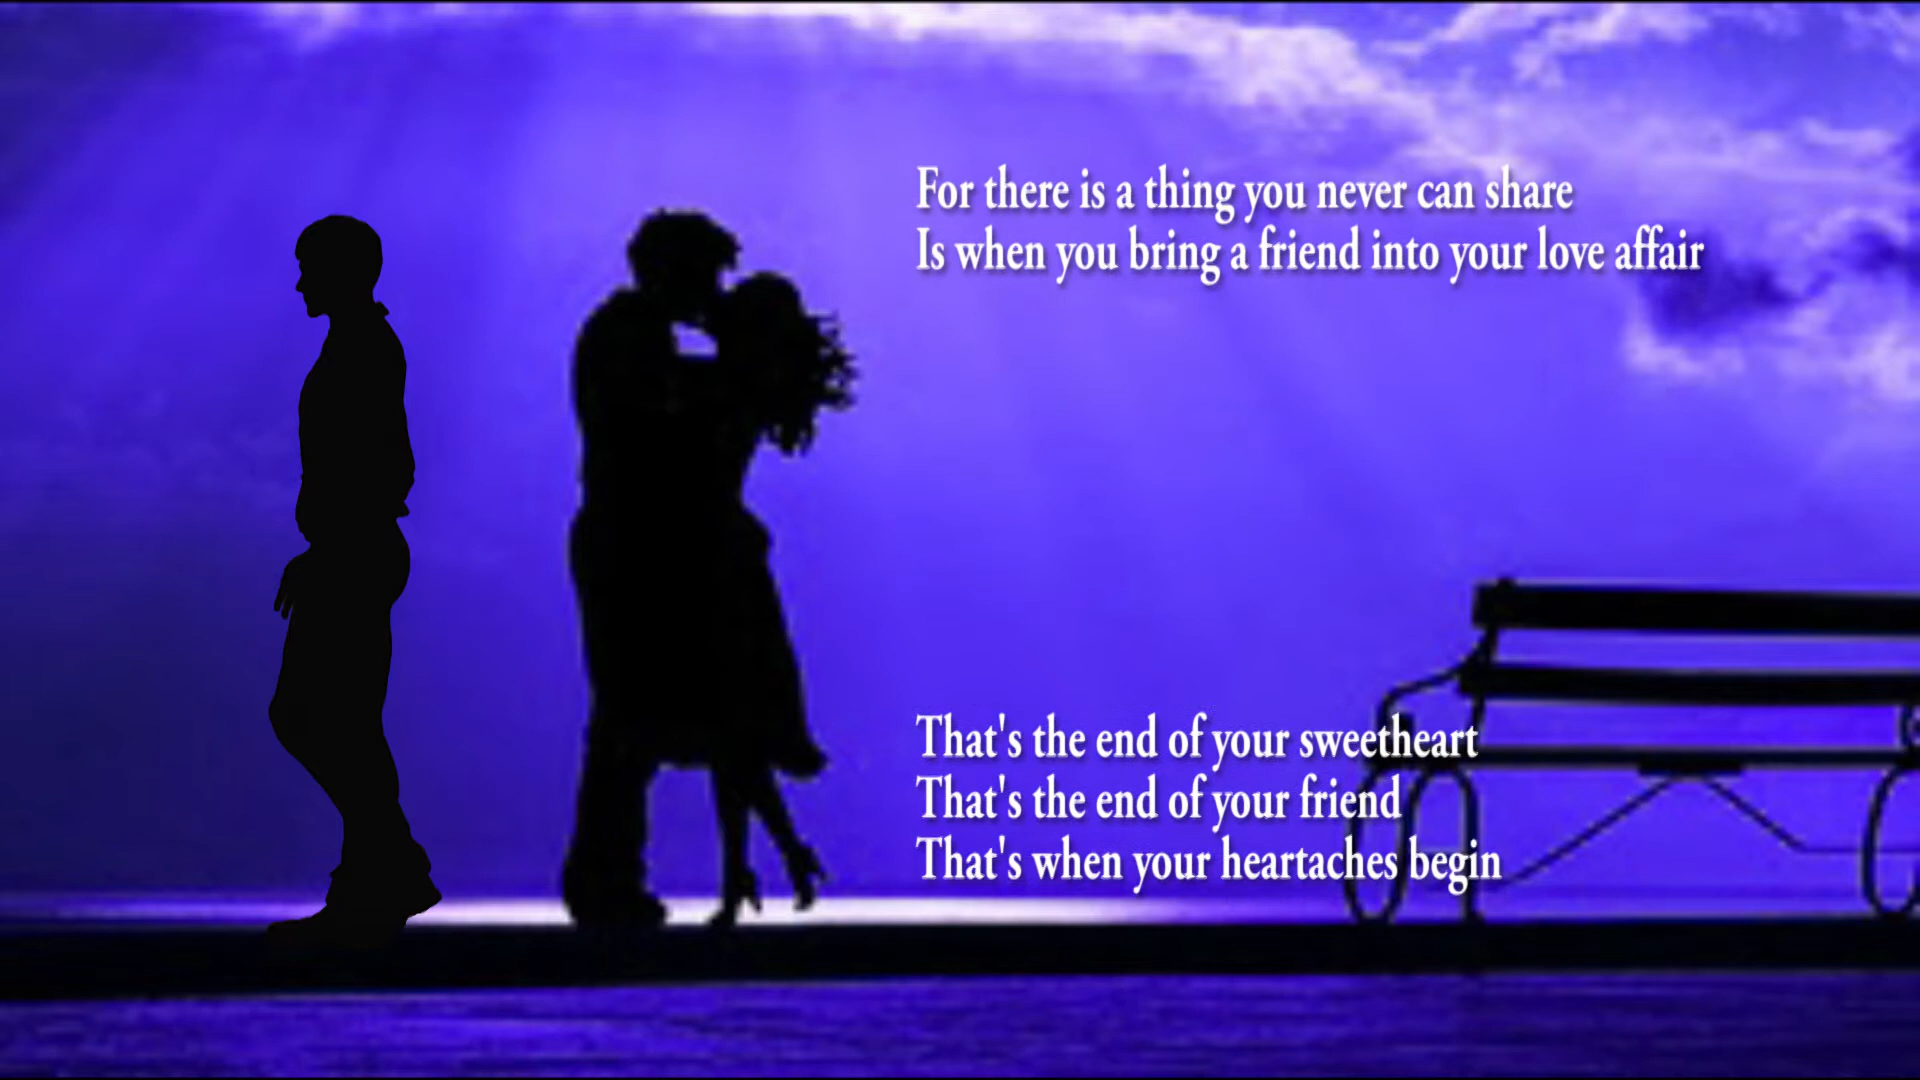 For there is a thing you never can share
Is when you bring a friend into your love affair
That's the end of your sweetheart
That's the end of your friend
That's when your heartaches begin